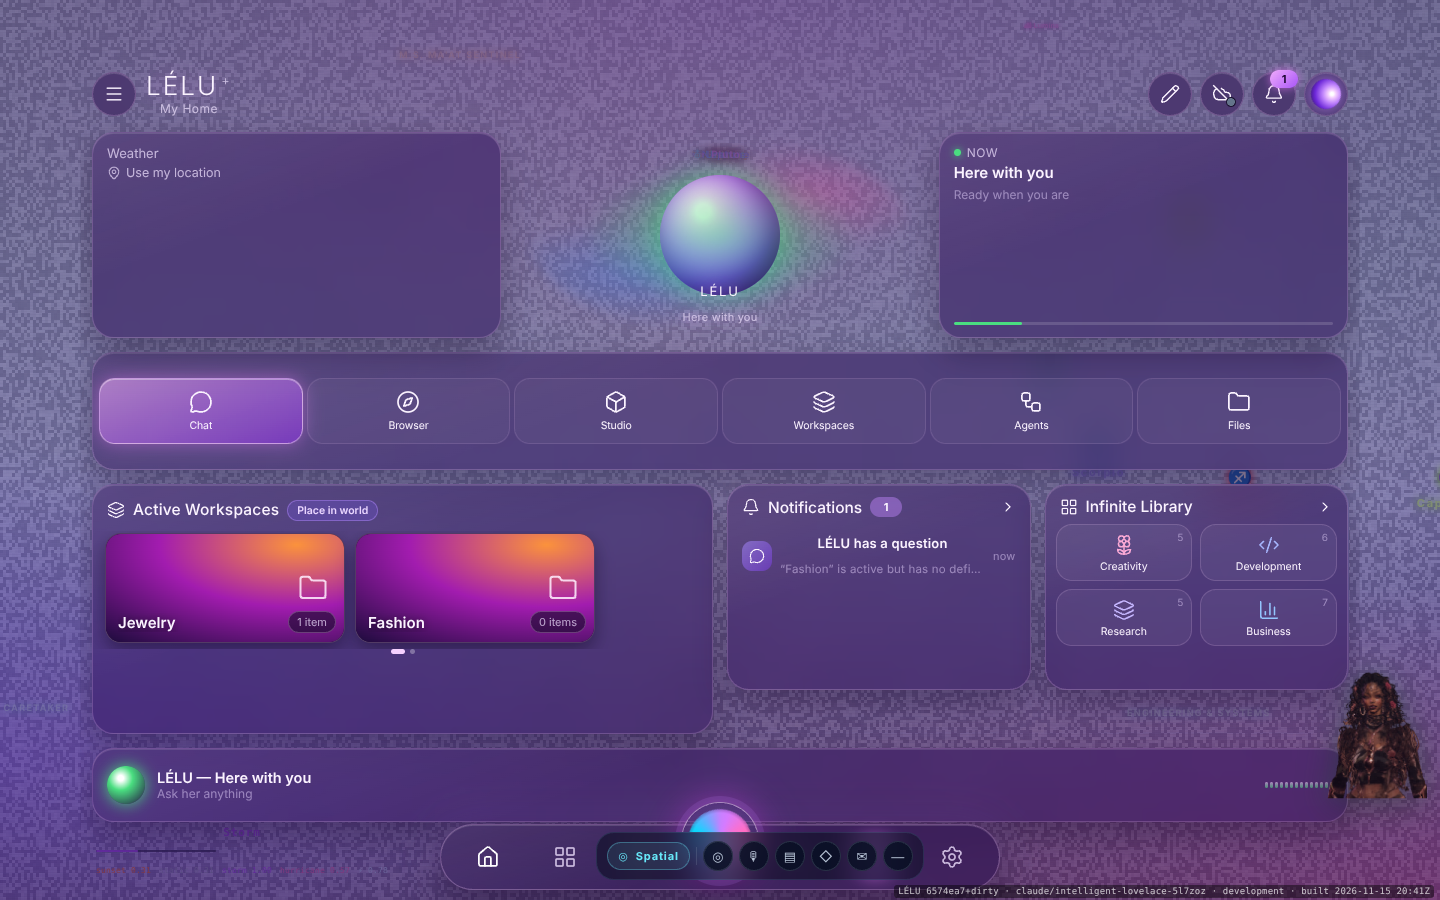 LÉLU +
My Home
1
Weather
Use my location
LÉLU
Here with you
NOW
Here with you
Ready when you are
Chat
Browser
Studio
Workspaces
Agents
Files
Active Workspaces
Place in world
Jewelry
1 item
Fashion
0 items
Notifications
1
LÉLU has a question
now
“Fashion” is active but has no defi...
Infinite Library
5
Creativity
6
Development
5
Research
7
Business
LÉLU — Here with you
Ask her anything
Spatial
LÉLU 6574ea7+dirty · claude/intelligent-lovelace-5l7zoz · development · built 2026-11-15 20:41Z